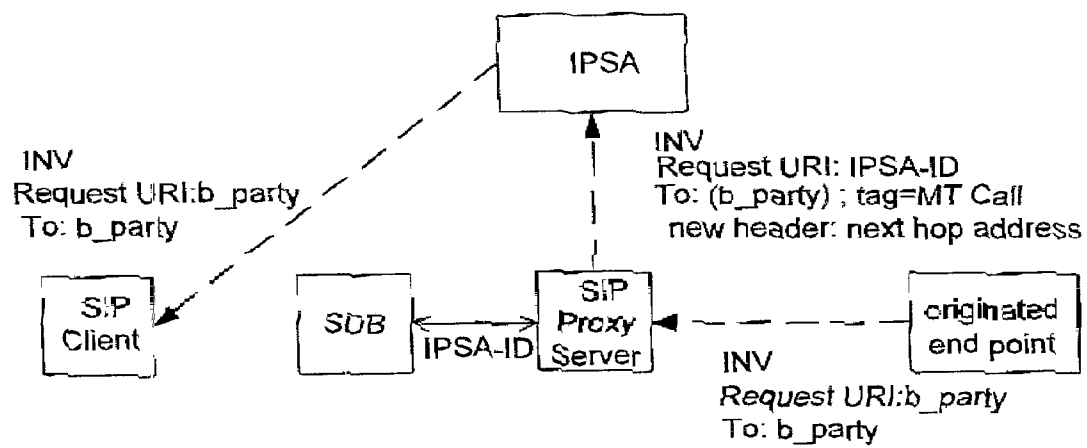 IPSA
INV
Request URI: IPSA-ID
To: (b_party) ; tag=MT Call
new header: next hop address
INV
Request URI:b_party
To: b_party
SIP
Client
SDB
IPSA-ID
SIP
Proxy
Server
originated
end point
INV
Request URI:b_party
To: b_party